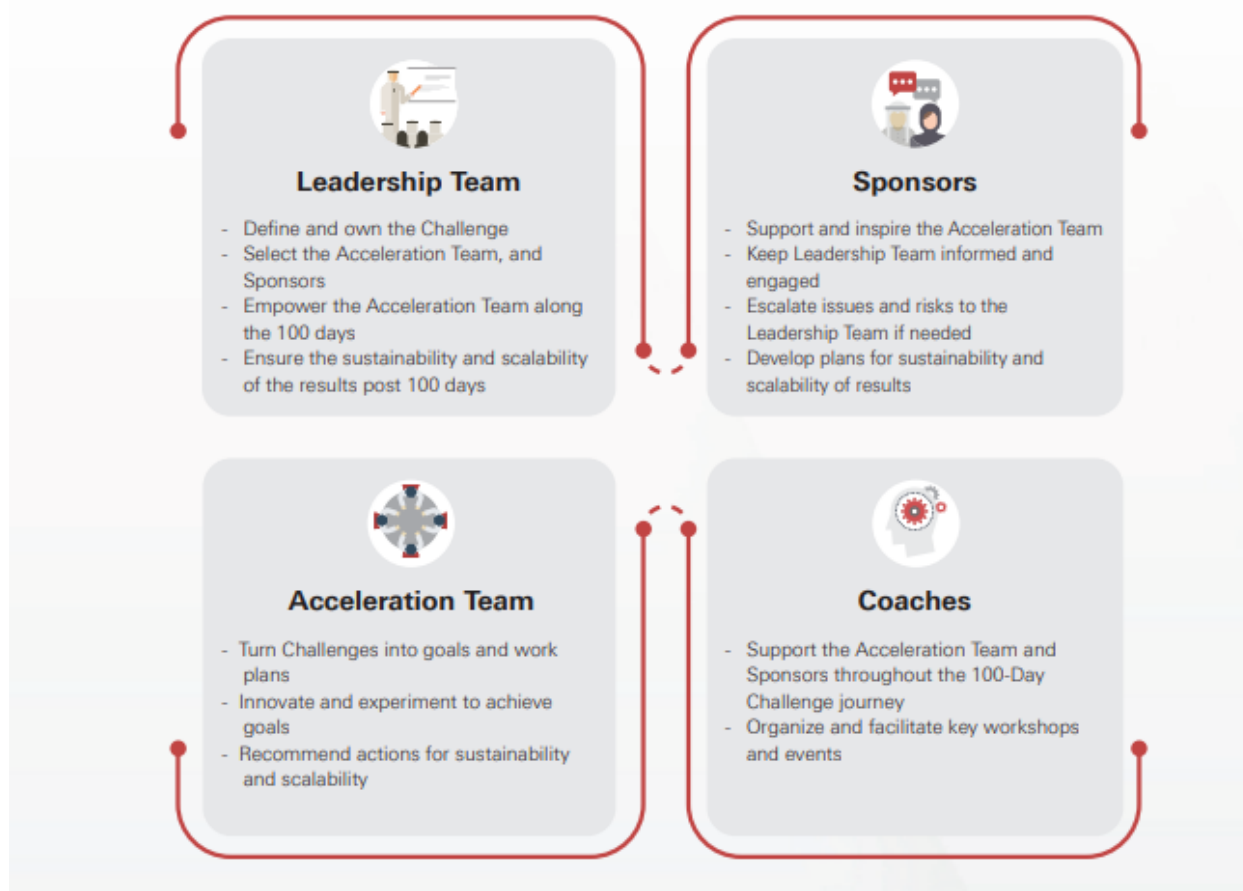 Leadership Team
- Define and own the Challenge
- Select the Acceleration Team, and
Sponsors
- Empower the Acceleration Team along
the 100 days
- Ensure the sustainability and scalability
of the results post 100 days
Sponsors
- Support and inspire the Acceleration Team
- Keep Leadership Team informed and
engaged
- Escalate issues and risks to the
Leadership Team if needed
- Develop plans for sustainability and
scalability of results
Acceleration Team
- Turn Challenges into goals and work
plans
- Innovate and experiment to achieve
goals
- Recommend actions for sustainability
and scalability
Coaches
- Support the Acceleration Team and
Sponsors throughout the 100-Day
Challenge journey
- Organize and facilitate key workshops
and events